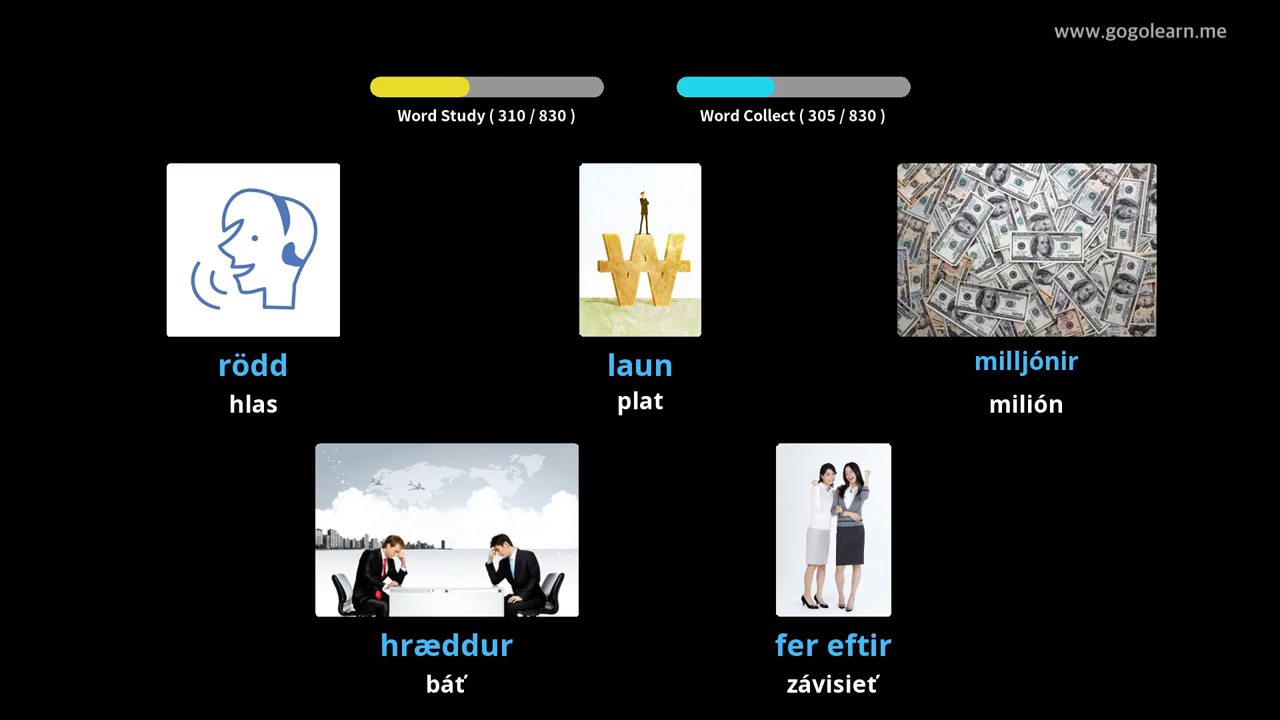 www.gogolearn.me
Word Study ( 310 / 830 )
Word Collect ( 305 / 830 )
rödd
hlas
laun
plat
milljónir
milión
hræddur
báť
fer eftir
závisieť